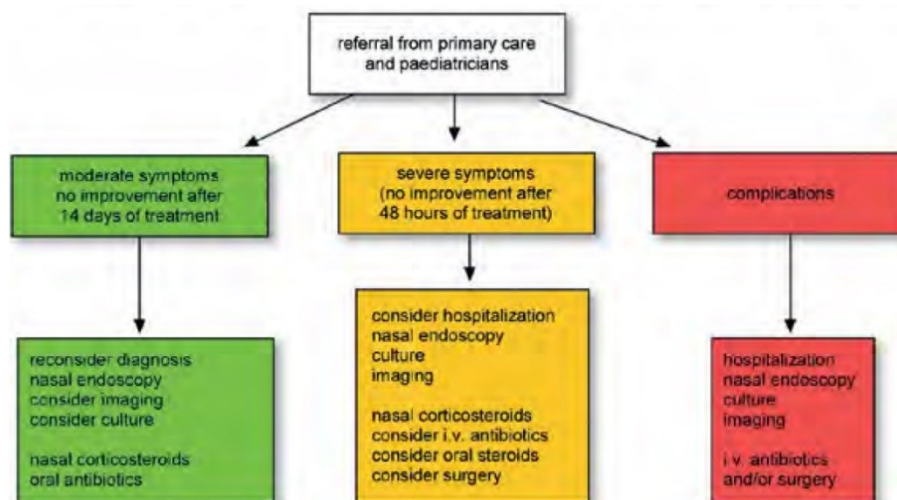 referral from primary care
and paediatricians
moderate symptoms
no improvement after
14 days of treatment
severe symptoms
(no improvement after
48 hours of treatment)
complications
reconsider diagnosis
nasal endoscopy
consider imaging
consider culture
nasal corticosteroids
oral antibiotics
consider hospitalization
nasal endoscopy
culture
imaging
nasal corticosteroids
consider i.v. antibiotics
consider oral steroids
consider surgery
hospitalization
nasal endoscopy
culture
imaging
i.v. antibiotics
and/or surgery